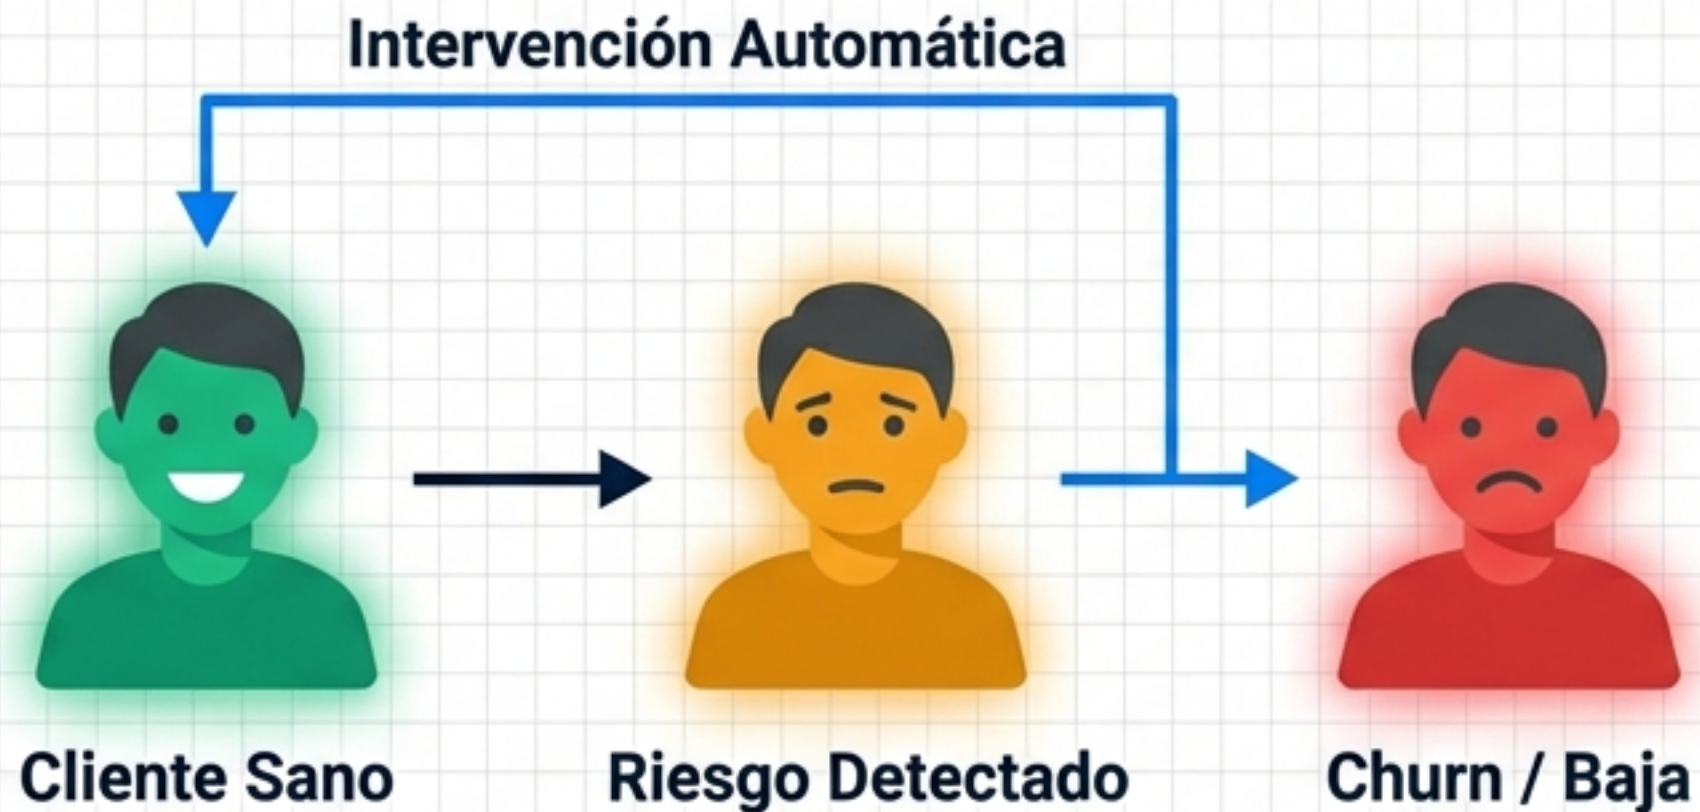 Intervención Automática
Cliente Sano
Riesgo Detectado
Churn / Baja